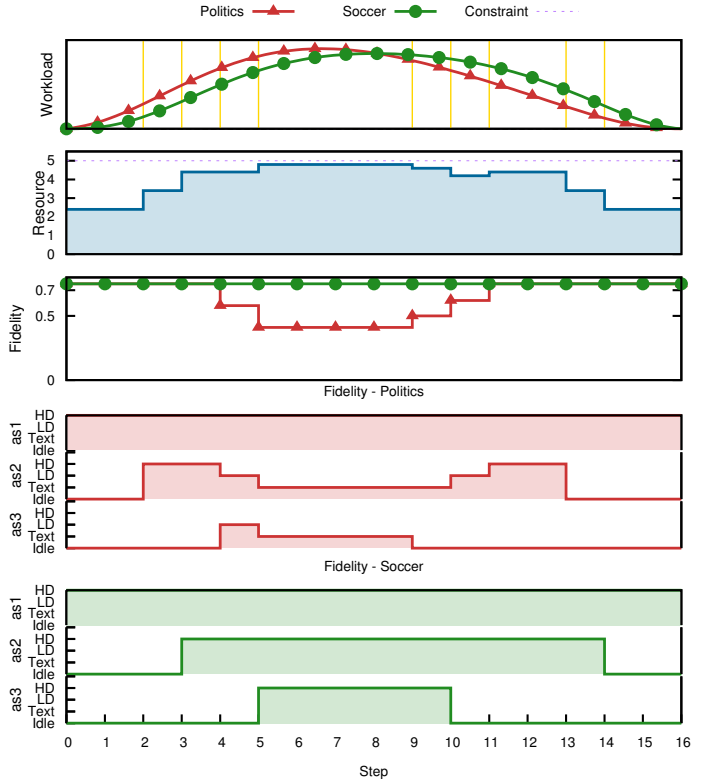 Politics Soccer Constraint
Workload
Resource
5
4
3
2
1
0
Fidelity
0.7
0.5
0
Fidelity - Politics
as1
HD
LD
Text
Idle
as2
HD
LD
Text
Idle
as3
HD
LD
Text
Idle
Fidelity - Soccer
as1
HD
LD
Text
Idle
as2
HD
LD
Text
Idle
as3
HD
LD
Text
Idle
0 1 2 3 4 5 6 7 8 9 10 11 12 13 14 15 16
Step